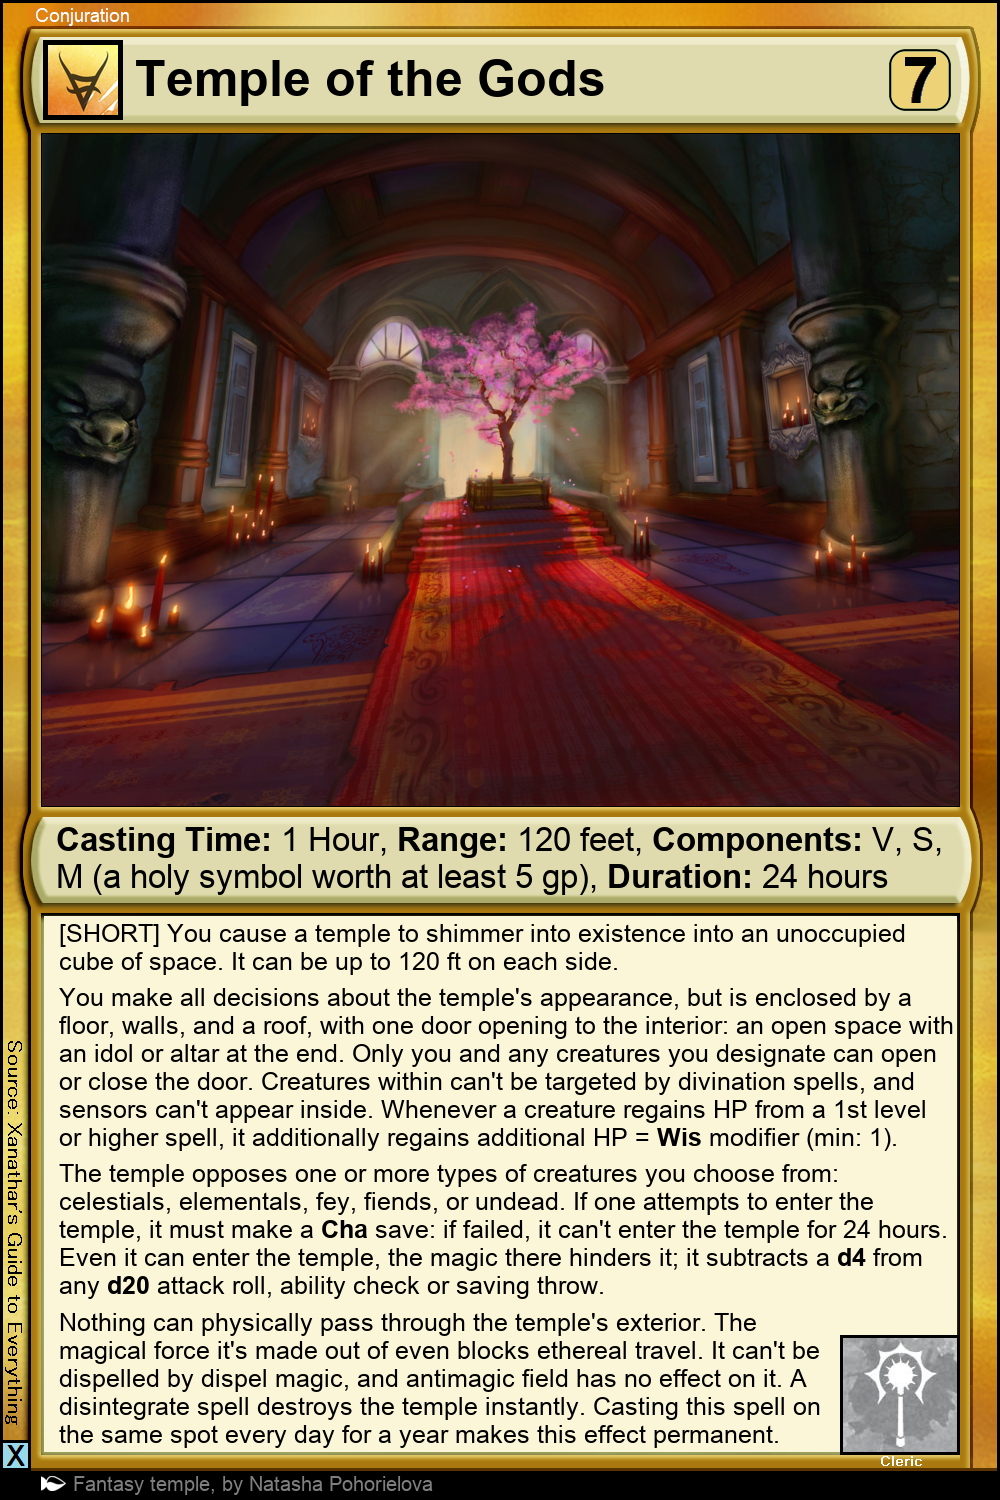 Conjuration
Temple of the Gods
7
Casting Time: 1 Hour, Range: 120 feet, Components: V, S,
M (a holy symbol worth at least 5 gp), Duration: 24 hours
[SHORT] You cause a temple to shimmer into existence into an unoccupied
cube of space. It can be up to 120 ft on each side.
You make all decisions about the temple's appearance, but is enclosed by a
floor, walls, and a roof, with one door opening to the interior: an open space with
an idol or altar at the end. Only you and any creatures you designate can open
or close the door. Creatures within can't be targeted by divination spells, and
sensors can't appear inside. Whenever a creature regains HP from a 1st level
or higher spell, it additionally regains additional HP = Wis modifier (min: 1).
The temple opposes one or more types of creatures you choose from:
celestials, elementals, fey, fiends, or undead. If one attempts to enter the
temple, it must make a Cha save: if failed, it can't enter the temple for 24 hours.
Even it can enter the temple, the magic there hinders it; it subtracts a d4 from
any d20 attack roll, ability check or saving throw.
Nothing can physically pass through the temple's exterior. The
magical force it's made out of even blocks ethereal travel. It can't be
dispelled by dispel magic, and antimagic field has no effect on it. A
disintegrate spell destroys the temple instantly. Casting this spell on
the same spot every day for a year makes this effect permanent.
Cleric
Source: Xanathar's Guide to Everything
X
Fantasy temple, by Natasha Pohorielova